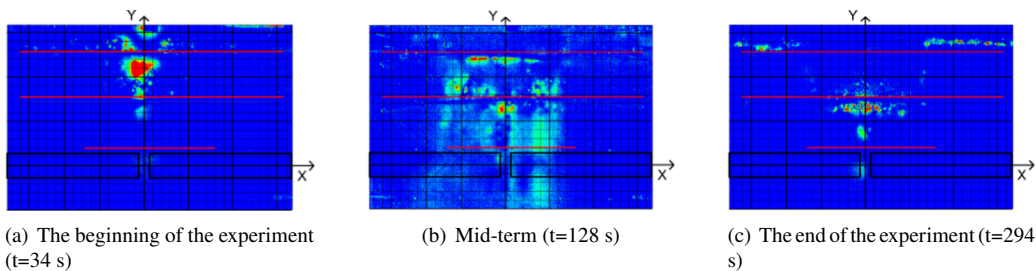 Y
X
Y
X
Y
X
(a) The beginning of the experiment
(t=34 s)
(b) Mid-term (t=128 s)
(c) The end of the experiment (t=294
s)